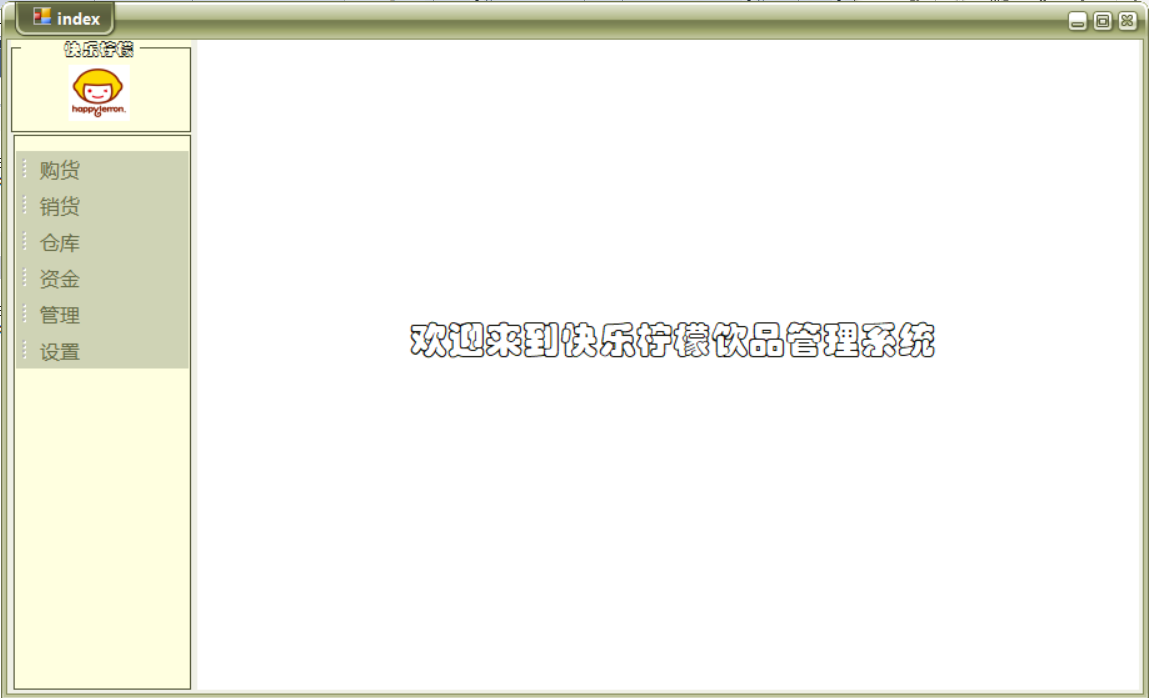 index
快乐柠檬
happylemon.
购货
销货
仓库
资金
管理
设置
欢迎来到快乐柠檬饮品管理系统